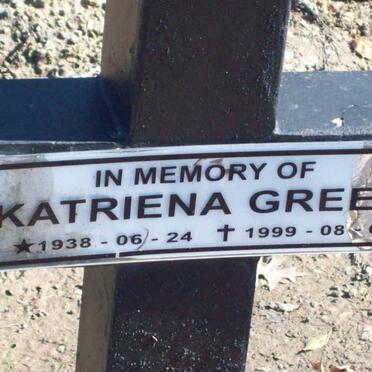 IN MEMORY OF
KATRIENA GREE
★1938 - 06 - 24 ✝ 1999 - 08 -